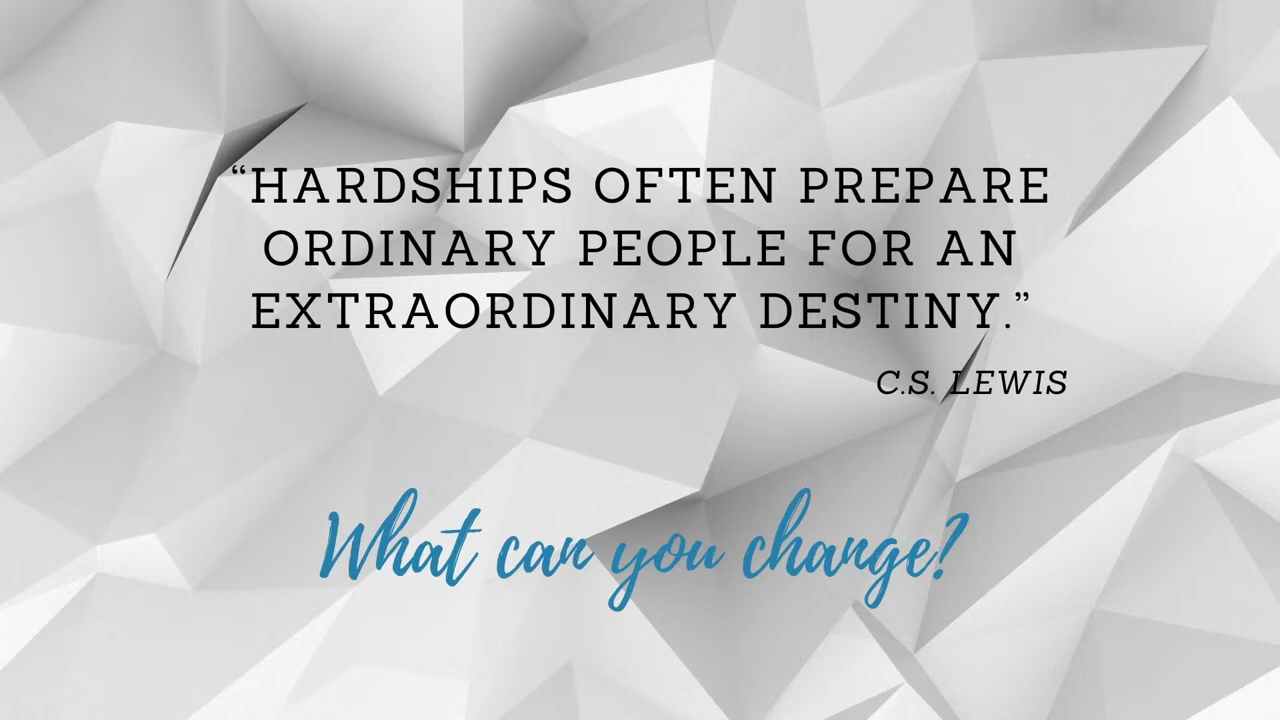 “HARDSHIPS OFTEN PREPARE
ORDINARY PEOPLE FOR AN
EXTRAORDINARY DESTINY.”
C.S. LEWIS
What can you change?